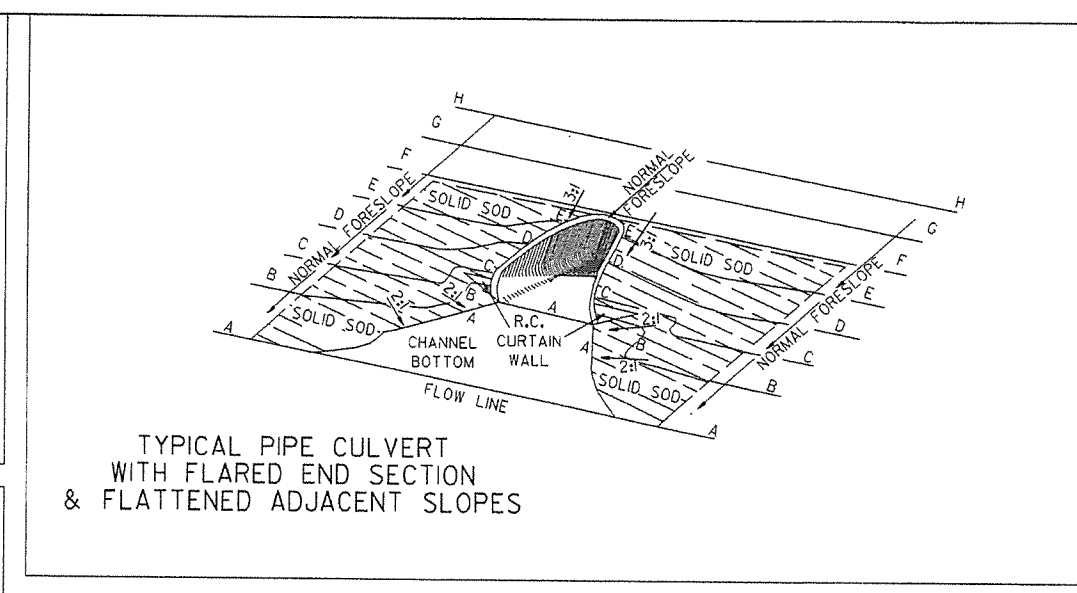 H
G
F
E
D
C
B
A
NORMAL FORESLOPE
SOLID SOD
SOLID SOD
2:1
2:1
3:1
NORMAL
FORESLOPE
3:1
E
D
C
B
A
A
E
D
C
B
A
R.C.
CURTAIN
WALL
CHANNEL
BOTTOM
FLOW LINE
2:1
2:1
SOLID SOD
SOLID SOD
NORMAL FORESLOPE
H
G
F
E
D
C
B
A
TYPICAL PIPE CULVERT
WITH FLARED END SECTION
& FLATTENED ADJACENT SLOPES